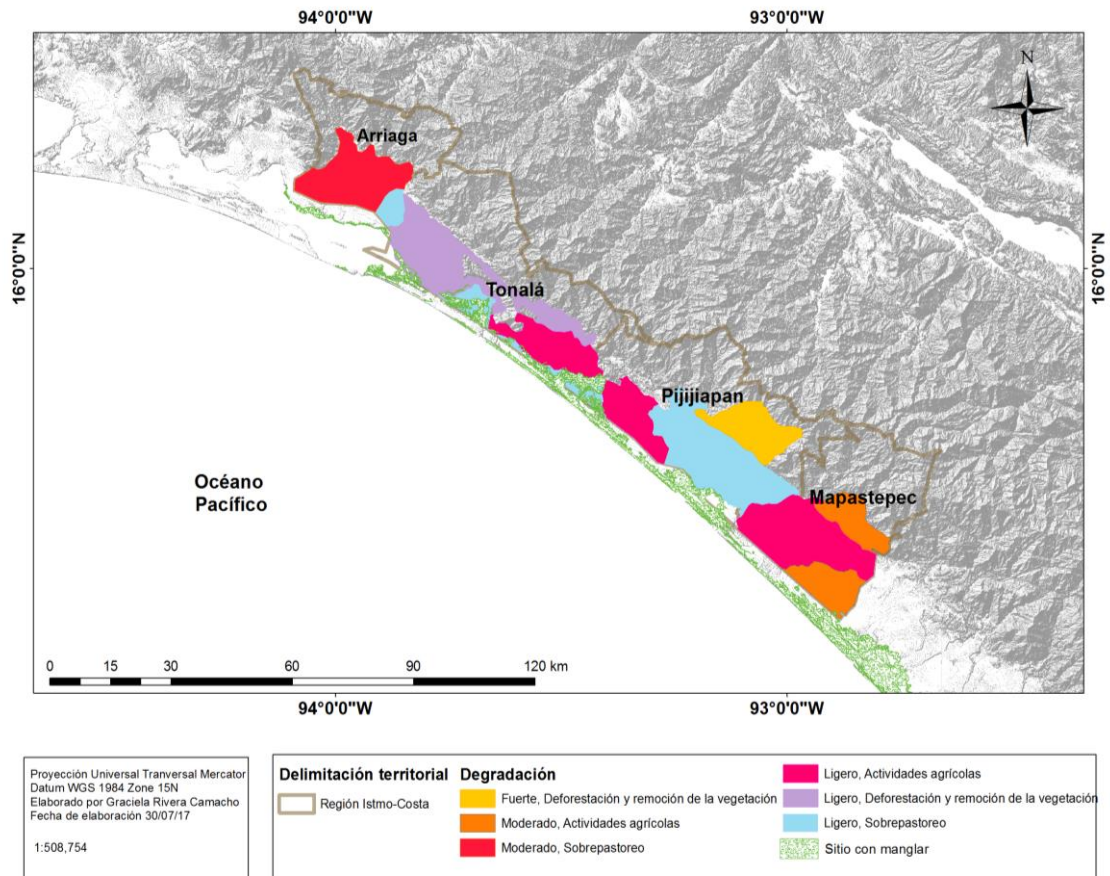 94°0'0"W
93°0'0"W
N
16°0'0"N
16°0'0"N
Arriaga
Tonalá
Pijijiapan
Mapastepec
Océano
Pacífico
0 15 30 60 90 120 km
94°0'0"W
93°0'0"W
Proyección Universal Tranversal Mercator
Datum WGS 1984 Zone 15N
Elaborado por Graciela Rivera Camacho
Fecha de elaboración 30/07/17
1:508,754
Delimitación territorial
Región Istmo-Costa
Degradación
Fuerte, Deforestación y remoción de la vegetación
Moderado, Actividades agrícolas
Moderado, Sobrepastoreo
Ligero, Actividades agrícolas
Ligero, Deforestación y remoción de la vegetación
Ligero, Sobrepastoreo
Sitio con manglar